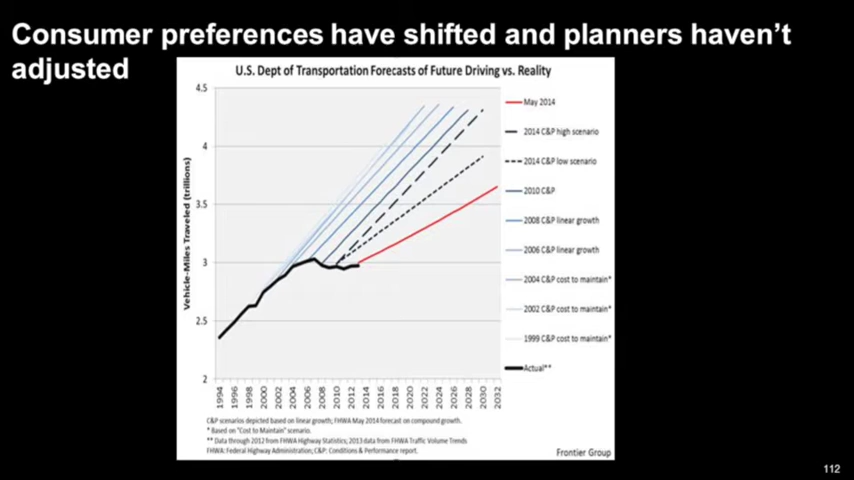 Consumer preferences have shifted and planners haven't
adjusted
U.S. Dept of Transportation Forecasts of Future Driving vs. Reality
Vehicle-Miles Traveled (trillions)
4.5
4
3.5
3
2.5
2
1994
1996
1998
2000
2002
2004
2006
2008
2010
2012
2014
2016
2018
2020
2022
2024
2026
2028
2030
2032
May 2014
2014 C&P high scenario
2014 C&P low scenario
2010 C&P
2008 C&P linear growth
2006 C&P linear growth
2004 C&P cost to maintain*
2002 C&P cost to maintain*
1999 C&P cost to maintain*
Actual**
C&P scenarios depicted based on linear growth; FHWA May 2014 forecast on compound growth.
* Based on "Cost to Maintain" scenario.
** Data through 2012 from FHWA Highway Statistics; 2013 data from FHWA Traffic Volume Trends
FHWA: Federal Highway Administration; C&P: Conditions & Performance report.
Frontier Group
112